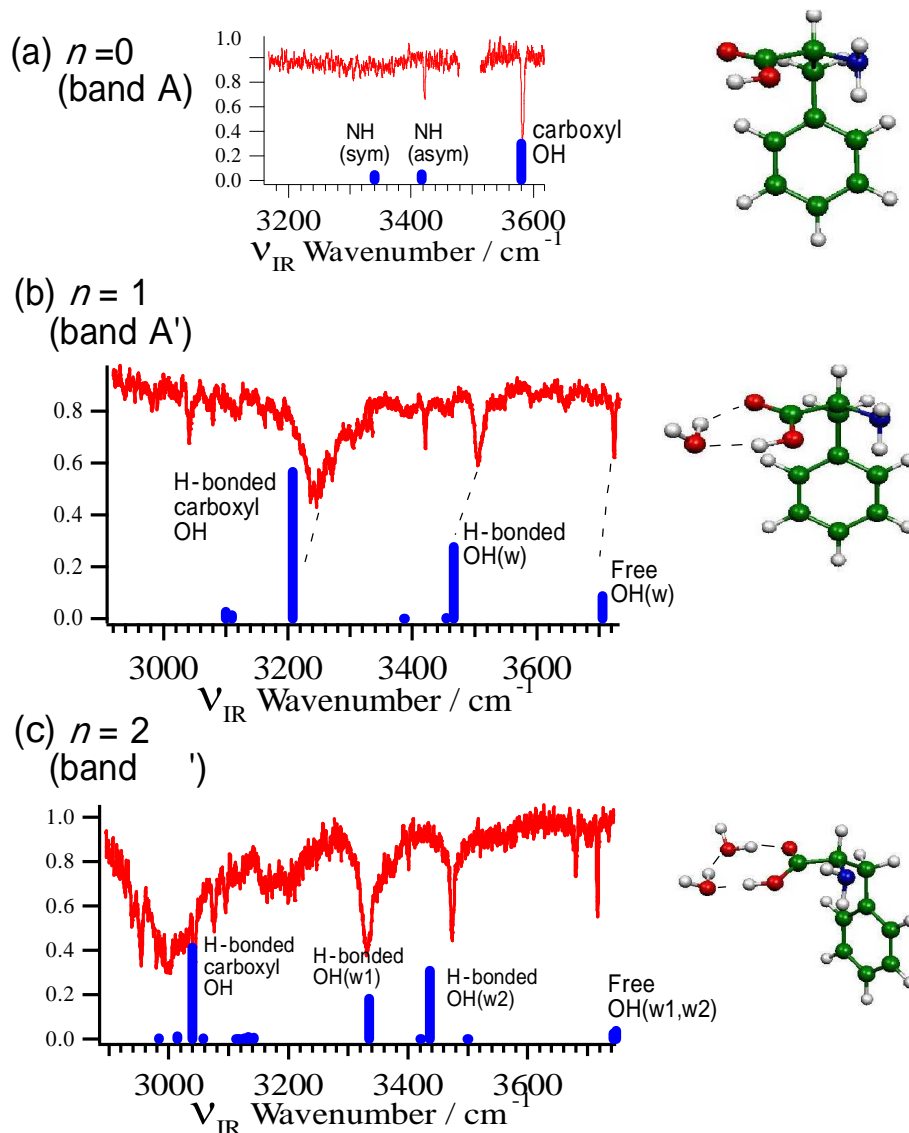 (a) n =0
(band A)
1.0
0.8
0.6
0.4
0.2
0.0
NH
(sym)
NH
(asym)
carboxyl
OH
3200 3400 3600
νIR Wavenumber / cm-1
(b) n = 1
(band A')
0.8
0.6
0.4
0.2
0.0
H-bonded
carboxyl
OH
H-bonded
OH(w)
Free
OH(w)
3000 3200 3400 3600
νIR Wavenumber / cm-1
(c) n = 2
(band ')
1.0
0.8
0.6
0.4
0.2
0.0
H-bonded
carboxyl
OH
H-bonded
OH(w1)
H-bonded
OH(w2)
Free
OH(w1,w2)
3000 3200 3400 3600
νIR Wavenumber / cm-1